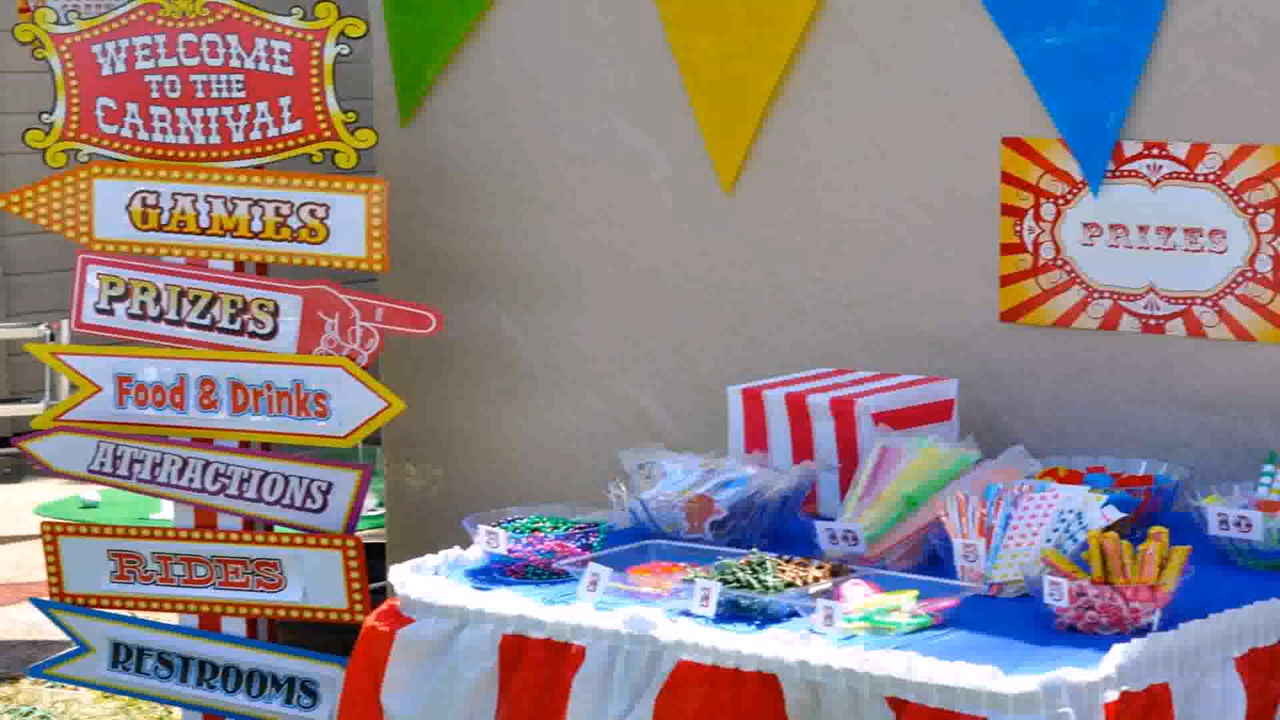 WELCOME
TO THE
CARNIVAL
GAMES
PRIZES
Food & Drinks
ATTRACTIONS
RIDES
RESTROOMS
PRIZES